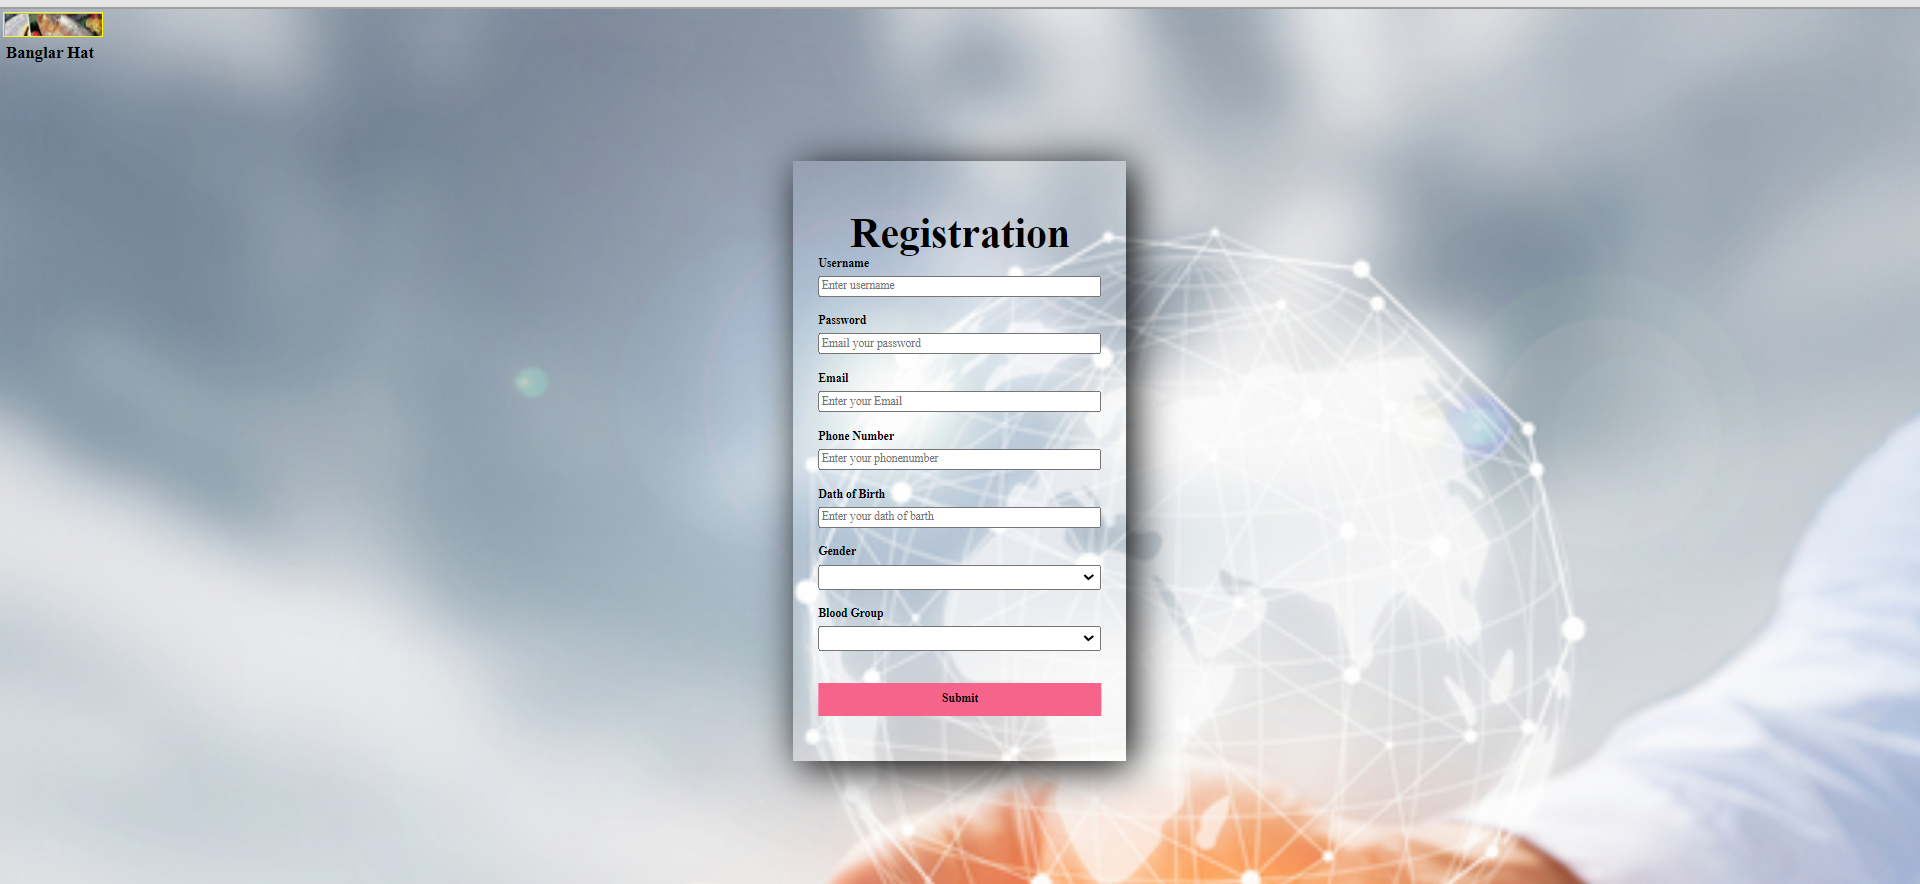 Banglar Hat
Registration
Username
Enter username
Password
Email your password
Email
Enter your Email
Phone Number
Enter your phonenumber
Dath of Birth
Enter your dath of barth
Gender
Blood Group
Submit